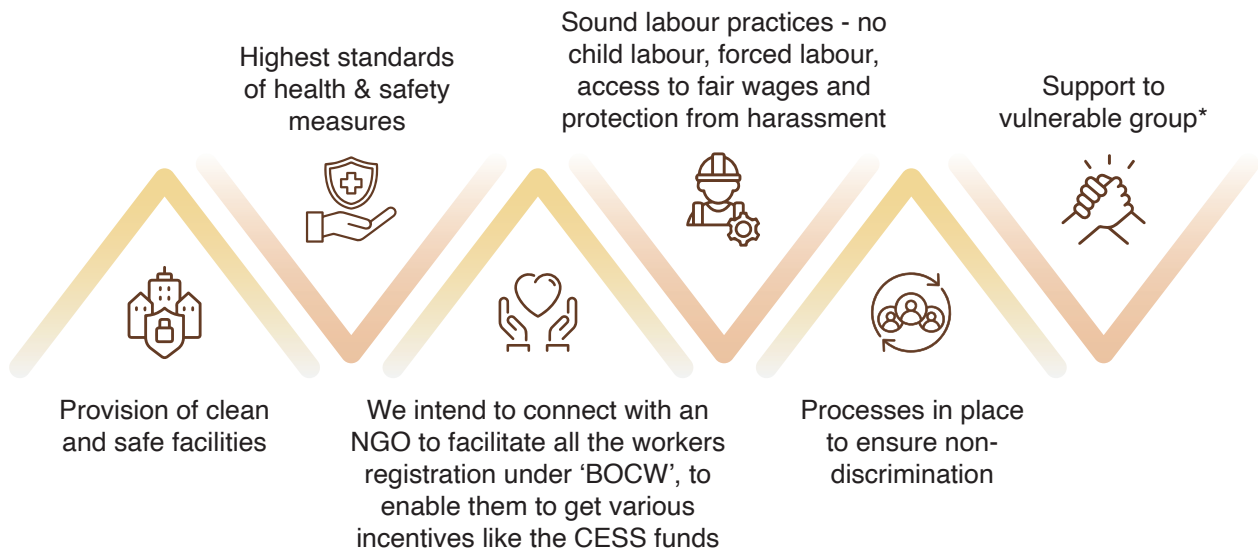 Provision of clean
and safe facilities
Highest standards
of health & safety
measures
We intend to connect with an
NGO to facilitate all the workers
registration under ‘BOCW’, to
enable them to get various
incentives like the CESS funds
Sound labour practices - no
child labour, forced labour,
access to fair wages and
protection from harassment
Processes in place
to ensure non-
discrimination
Support to
vulnerable group*